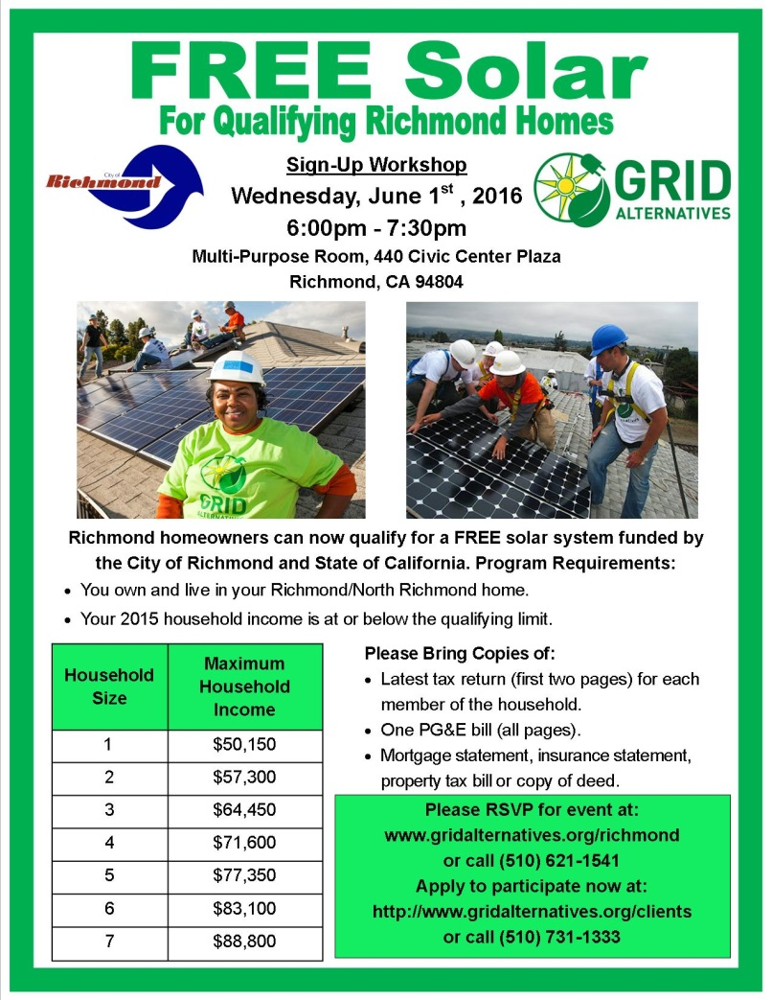 FREE Solar
For Qualifying Richmond Homes
Sign-Up Workshop
Wednesday, June 1st , 2016
6:00pm - 7:30pm
Multi-Purpose Room, 440 Civic Center Plaza
Richmond, CA 94804
City of
Richmond
GRID
ALTERNATIVES
GRID
ALTERNATIV
Richmond homeowners can now qualify for a FREE solar system funded by
the City of Richmond and State of California. Program Requirements:
• You own and live in your Richmond/North Richmond home.
• Your 2015 household income is at or below the qualifying limit.
Household Size Maximum Household Income
1 $50,150
2 $57,300
3 $64,450
4 $71,600
5 $77,350
6 $83,100
7 $88,800
Please Bring Copies of:
• Latest tax return (first two pages) for each
member of the household.
• One PG&E bill (all pages).
• Mortgage statement, insurance statement,
property tax bill or copy of deed.
Please RSVP for event at:
www.gridalternatives.org/richmond
or call (510) 621-1541
Apply to participate now at:
http://www.gridalternatives.org/clients
or call (510) 731-1333